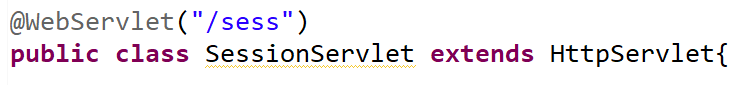 @WebServlet("/sess")
public class SessionServlet extends HttpServlet{